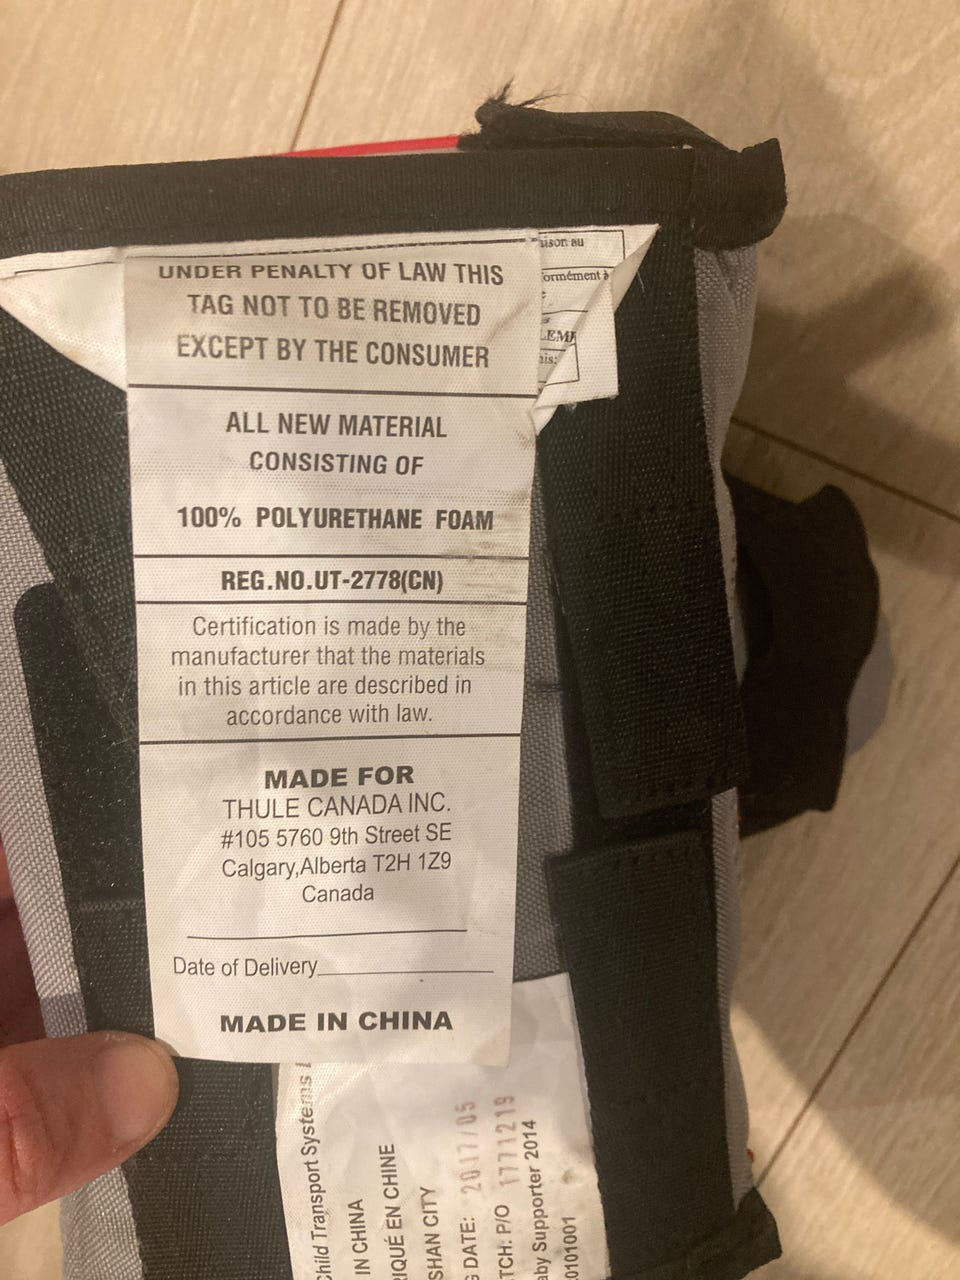 UNDER PENALTY OF LAW THIS
TAG NOT TO BE REMOVED
EXCEPT BY THE CONSUMER
ALL NEW MATERIAL
CONSISTING OF
100% POLYURETHANE FOAM
REG.NO.UT-2778(CN)
Certification is made by the
manufacturer that the materials
in this article are described in
accordance with law.
MADE FOR
THULE CANADA INC.
#105 5760 9th Street SE
Calgary,Alberta T2H 1Z9
Canada
Date of Delivery
MADE IN CHINA
au
à
Child Transport Systems
IN CHINA
EN CHINE
SHAN CITY
DATE: 2017/05
P/O 1771219
Supporter 2014
0101001